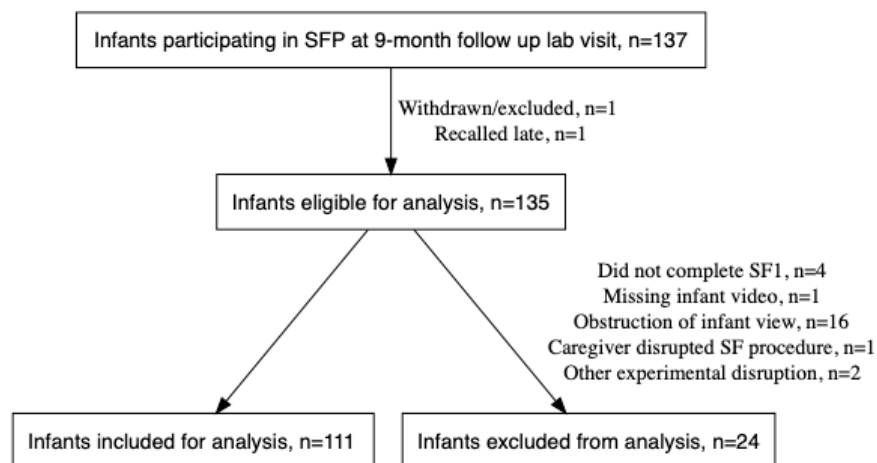 Infants participating in SFP at 9-month follow up lab visit, n=137
Withdrawn/excluded, n=1
Recalled late, n=1
Infants eligible for analysis, n=135
Did not complete SF1, n=4
Missing infant video, n=1
Obstruction of infant view, n=16
Caregiver disrupted SF procedure, n=1
Other experimental disruption, n=2
Infants included for analysis, n=111
Infants excluded from analysis, n=24